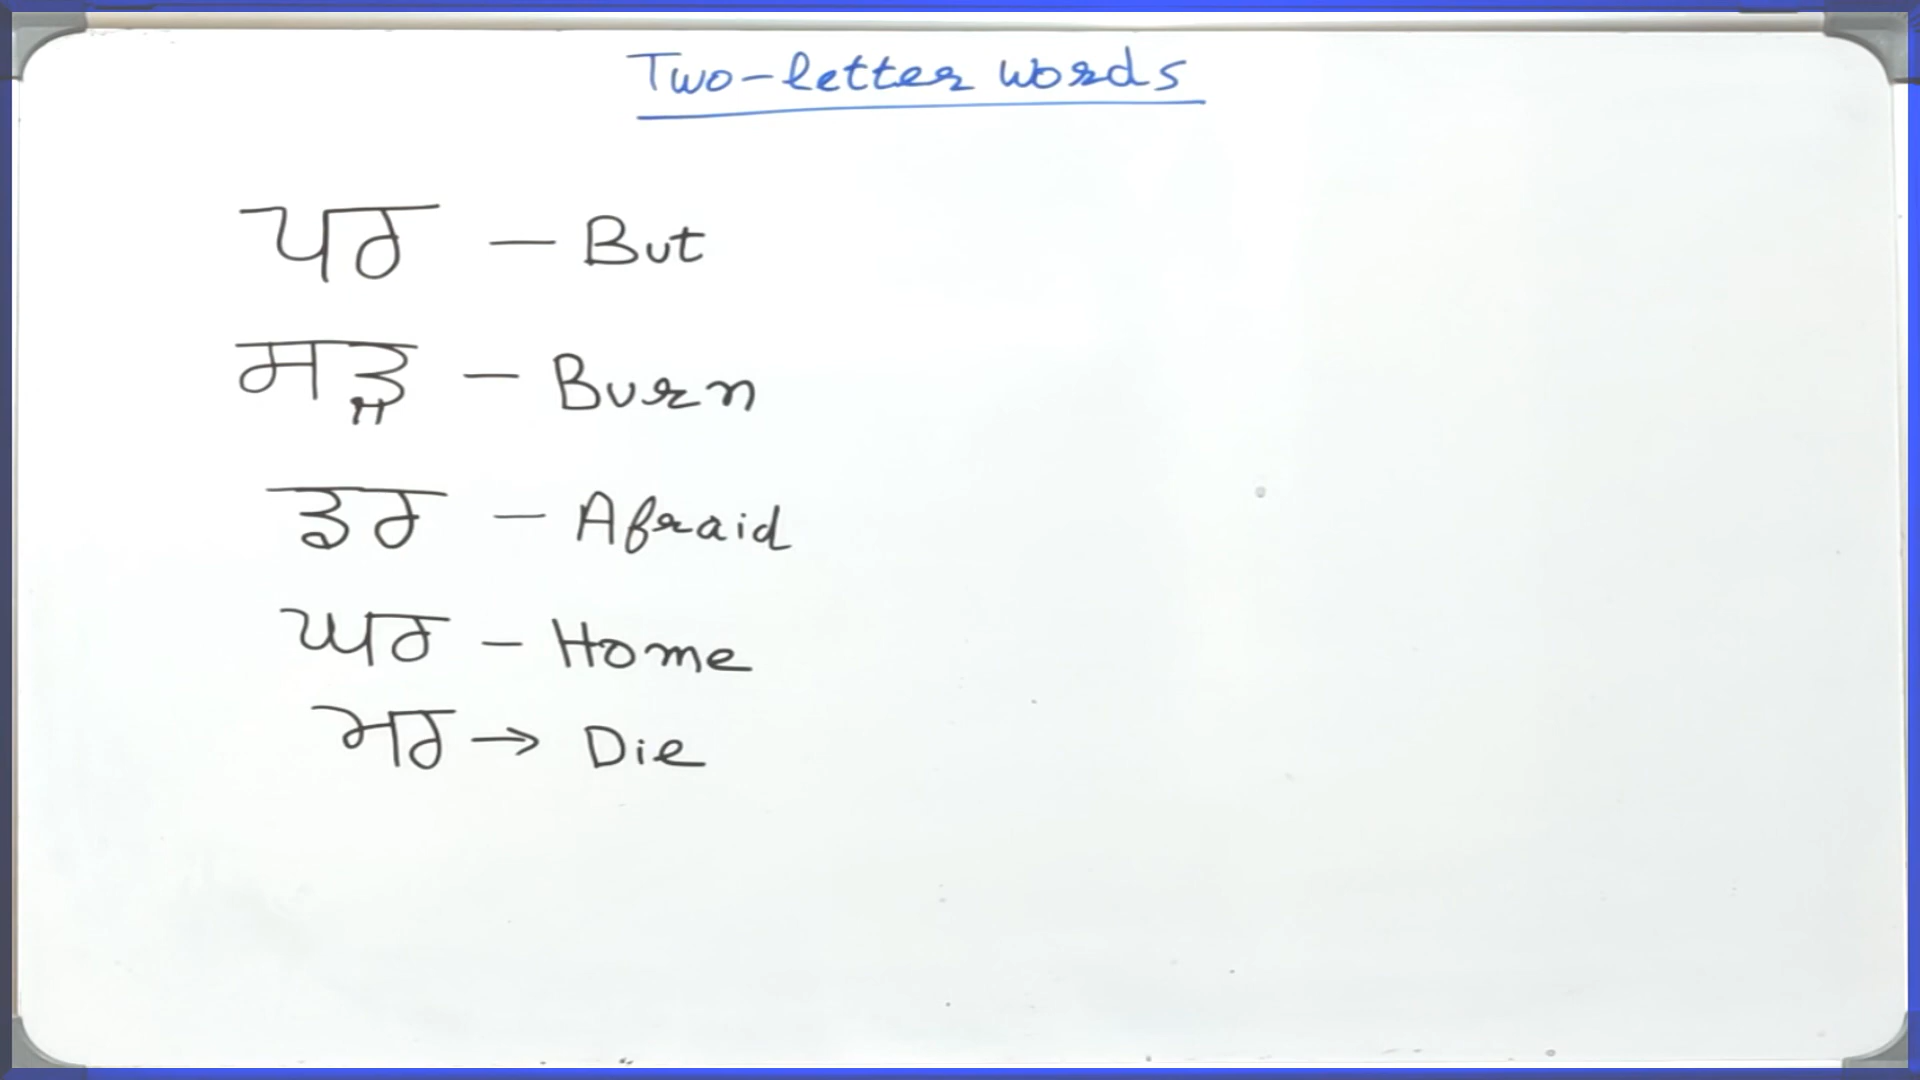 Two-letter words
ਪਰ — But
ਸੜ — Burn
ਡਰ — Afraid
ਘਰ — Home
ਮਰ → Die